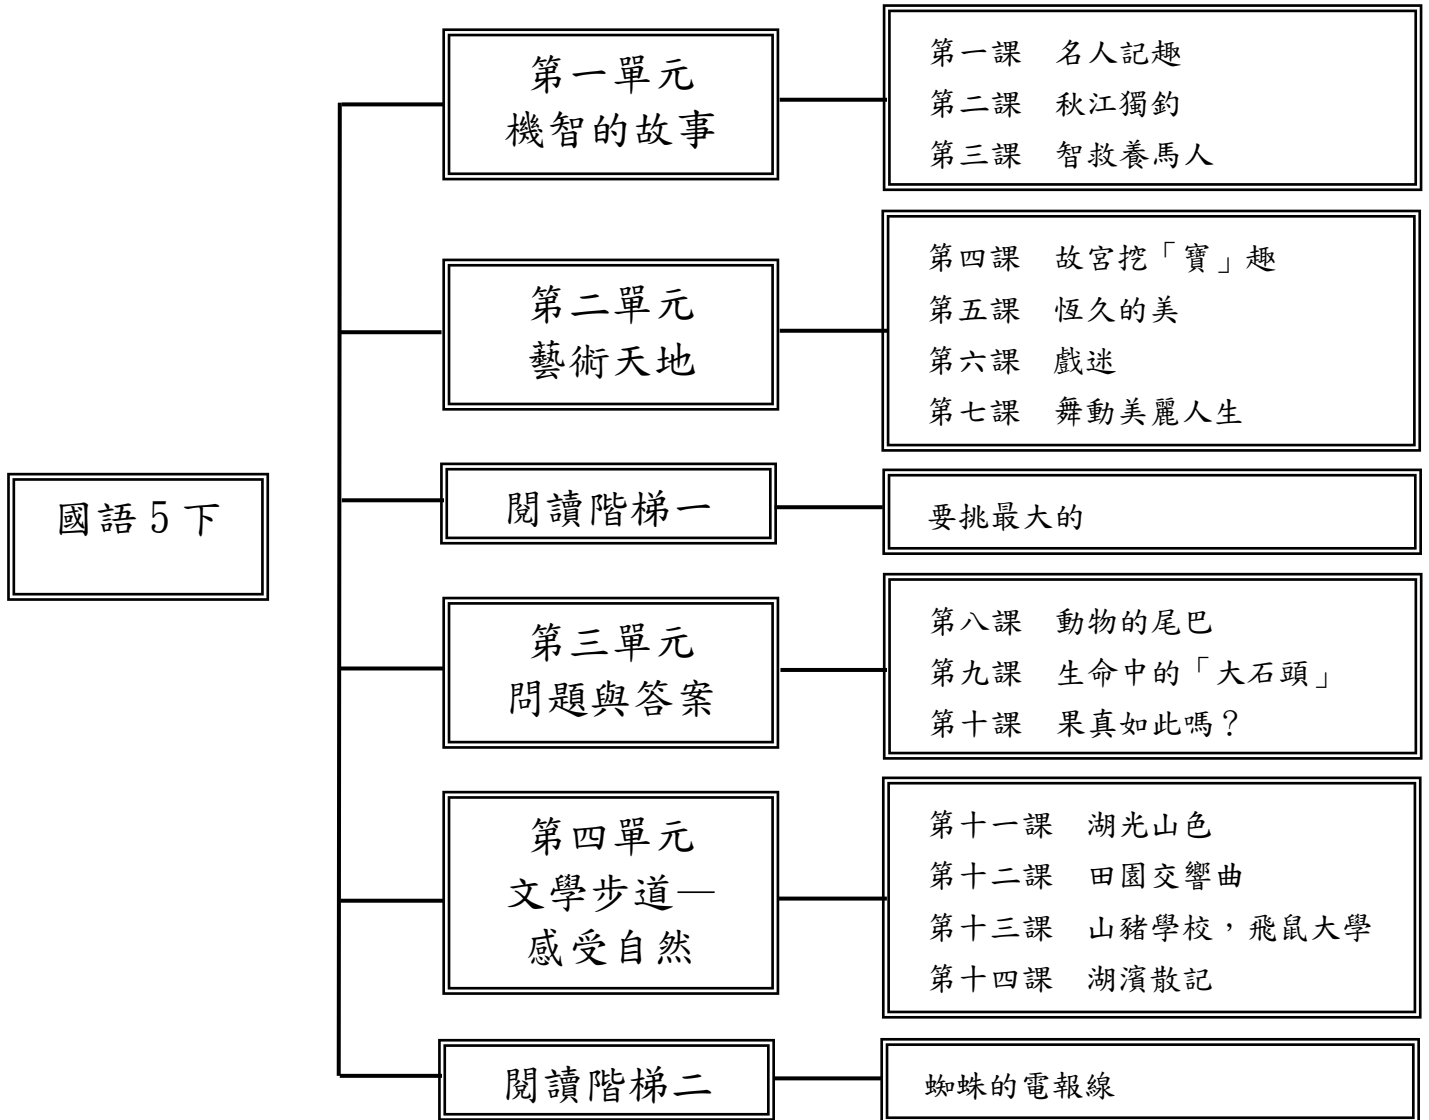 國語5下
第一單元
機智的故事
第一課　名人記趣
第二課　秋江獨釣
第三課　智救養馬人
第二單元
藝術天地
第四課　故宮挖「寶」趣
第五課　恆久的美
第六課　戲迷
第七課　舞動美麗人生
閱讀階梯一
要挑最大的
第三單元
問題與答案
第八課　動物的尾巴
第九課　生命中的「大石頭」
第十課　果真如此嗎？
第四單元
文學步道—
感受自然
第十一課　湖光山色
第十二課　田園交響曲
第十三課　山豬學校，飛鼠大學
第十四課　湖濱散記
閱讀階梯二
蜘蛛的電報線